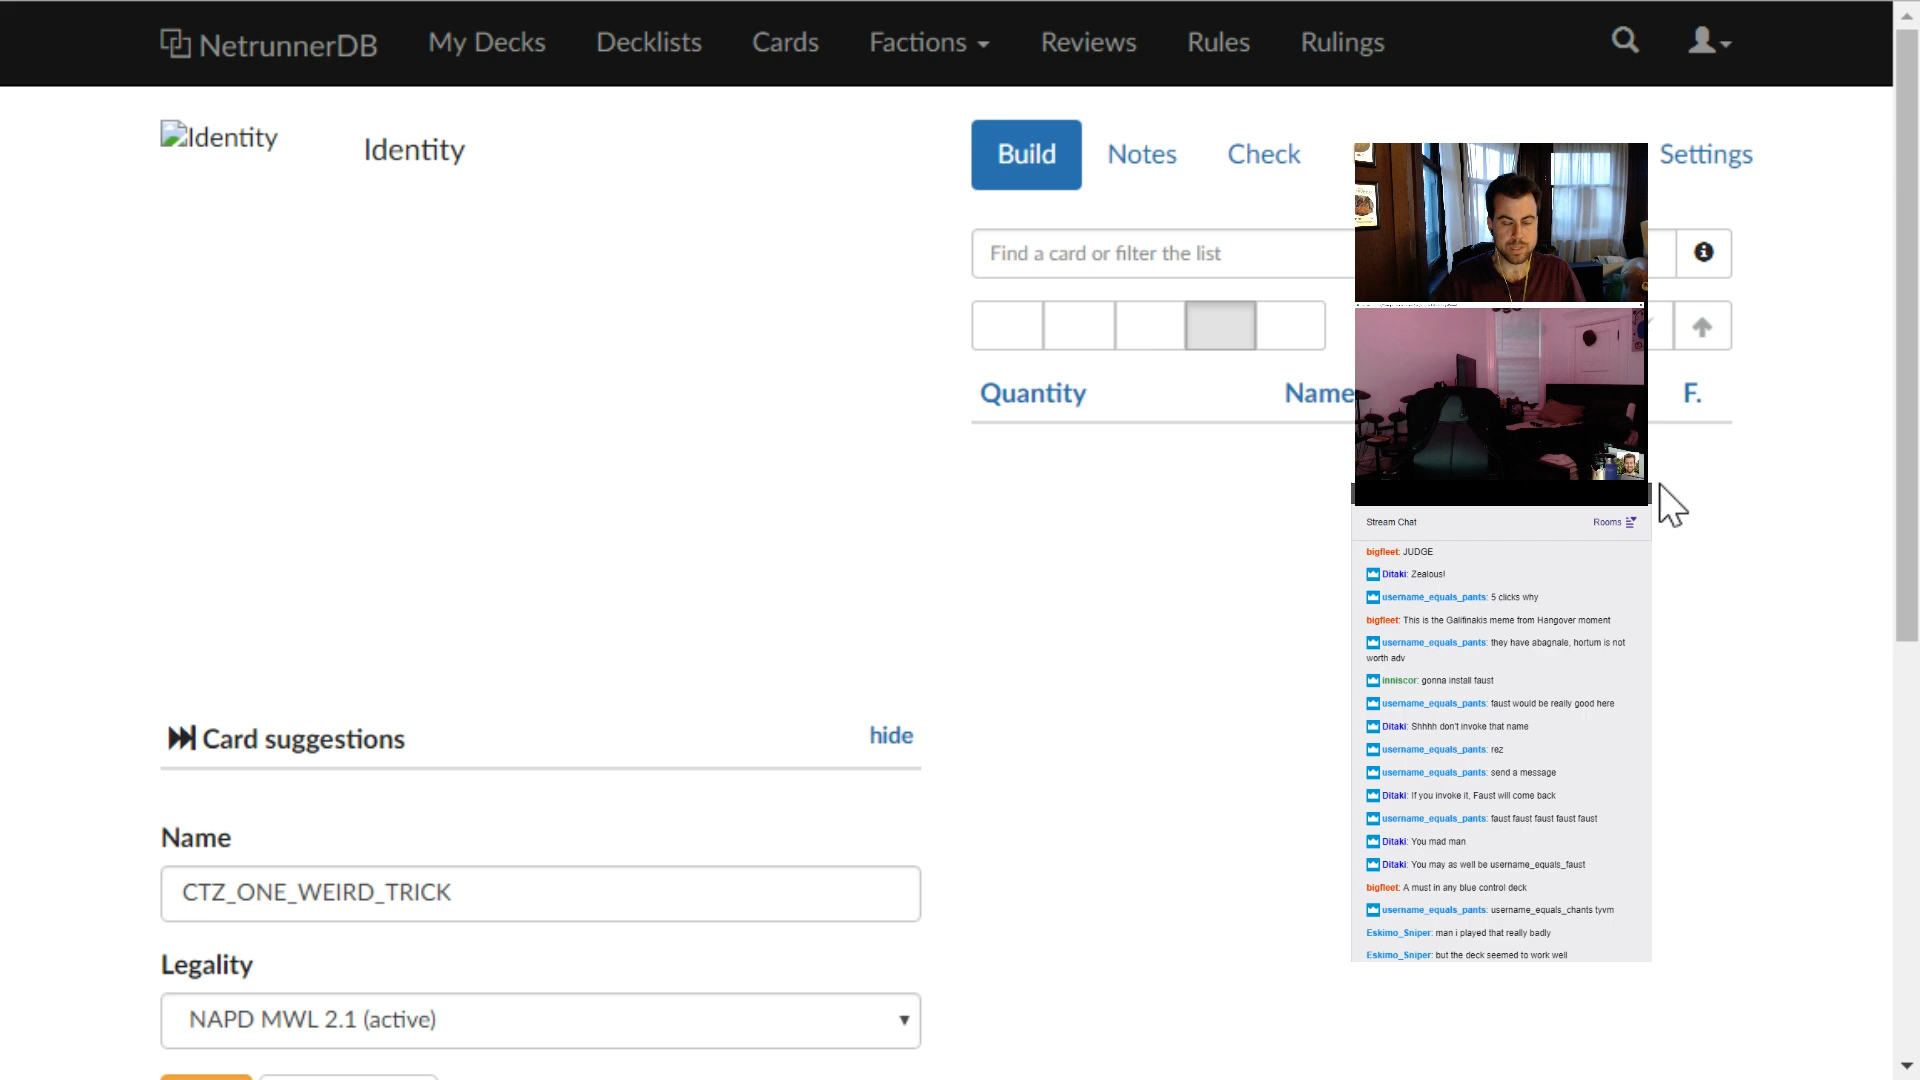 NetrunnerDB My Decks Decklists Cards Factions Reviews Rules Rulings
Identity
Identity
Build Notes Check Settings
Find a card or filter the list
Quantity Name F.
Card suggestions hide
Name
CTZ_ONE_WEIRD_TRICK
Legality
NAPD MWL 2.1 (active)
Stream Chat Rooms
bigfleet: JUDGE
Ditaki: Zealous!
username_equals_pants: 5 clicks why
bigfleet: This is the Galifinakis meme from Hangover moment
username_equals_pants: they have abagnale, hortum is not
worth adv
inniscor: gonna install faust
username_equals_pants: faust would be really good here
Ditaki: Shhhh don't invoke that name
username_equals_pants: rez
username_equals_pants: send a message
Ditaki: If you invoke it, Faust will come back
username_equals_pants: faust faust faust faust faust
Ditaki: You mad man
Ditaki: You may as well be username_equals_faust
bigfleet: A must in any blue control deck
username_equals_pants: username_equals_chants tyvm
Eskimo_Sniper: man i played that really badly
Eskimo_Sniper: but the deck seemed to work well